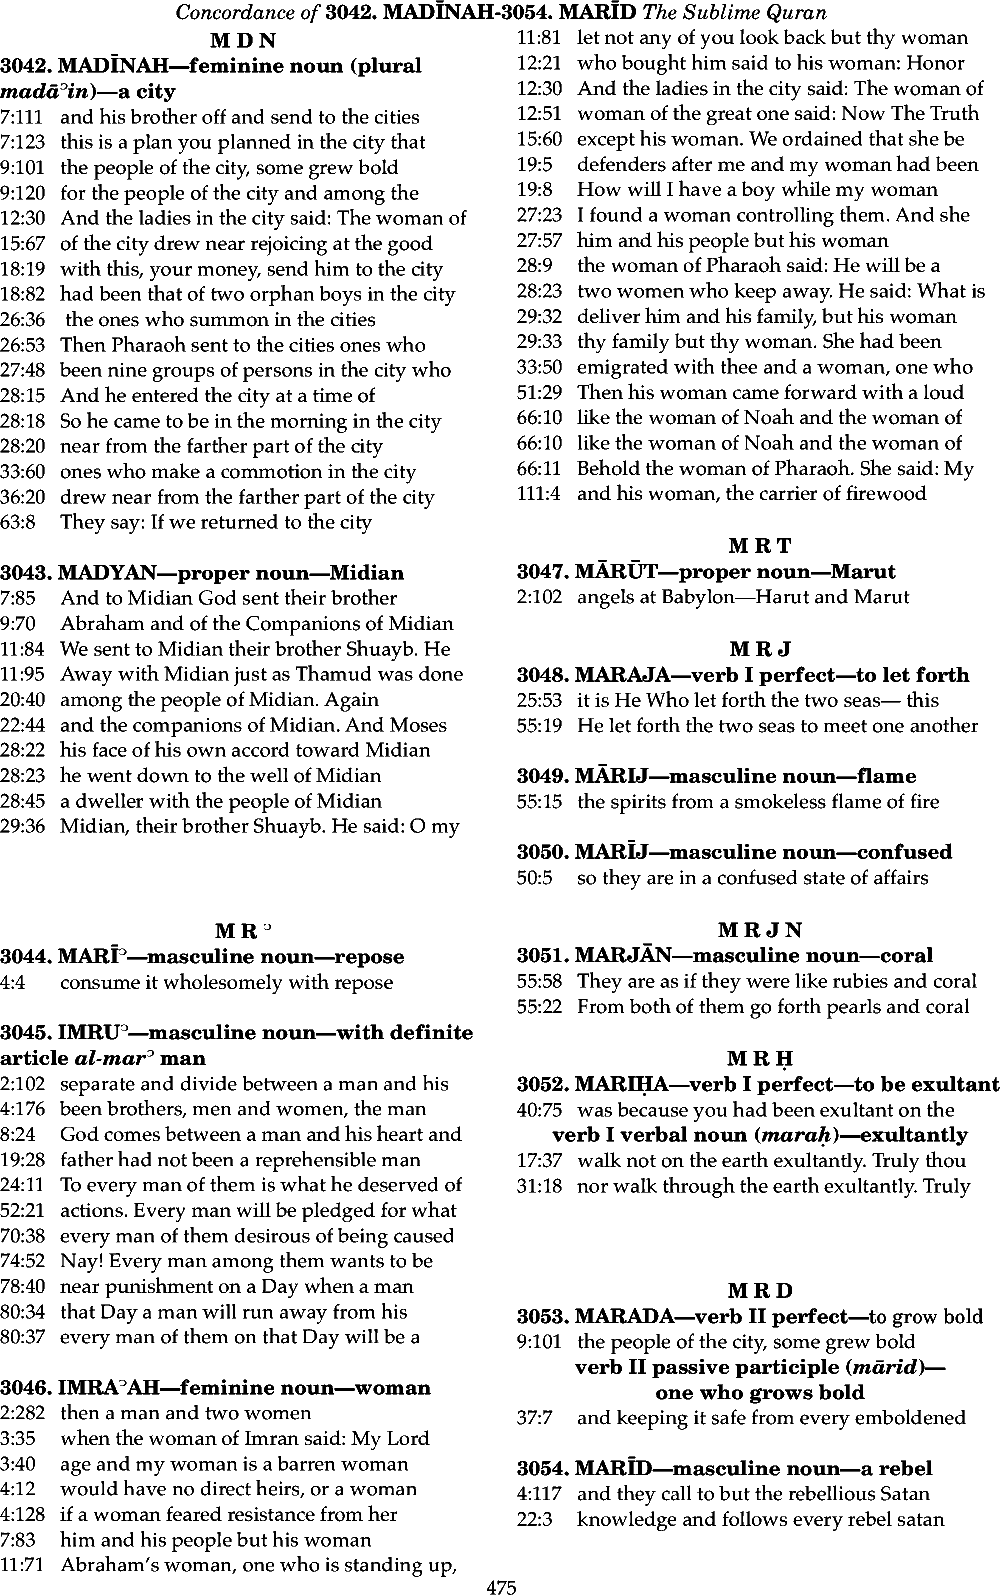 Concordance of 3042. MADĪNAH-3054. MARĪD The Sublime Quran
M D N
3042. MADĪNAH—feminine noun (plural
madāʾin)—a city
7:111 and his brother off and send to the cities
7:123 this is a plan you planned in the city that
9:101 the people of the city, some grew bold
9:120 for the people of the city and among the
12:30 And the ladies in the city said: The woman of
15:67 of the city drew near rejoicing at the good
18:19 with this, your money, send him to the city
18:82 had been that of two orphan boys in the city
26:36 the ones who summon in the cities
26:53 Then Pharaoh sent to the cities ones who
27:48 been nine groups of persons in the city who
28:15 And he entered the city at a time of
28:18 So he came to be in the morning in the city
28:20 near from the farther part of the city
33:60 ones who make a commotion in the city
36:20 drew near from the farther part of the city
63:8 They say: If we returned to the city
3043. MADYAN—proper noun—Midian
7:85 And to Midian God sent their brother
9:70 Abraham and of the Companions of Midian
11:84 We sent to Midian their brother Shuayb. He
11:95 Away with Midian just as Thamud was done
20:40 among the people of Midian. Again
22:44 and the companions of Midian. And Moses
28:22 his face of his own accord toward Midian
28:23 he went down to the well of Midian
28:45 a dweller with the people of Midian
29:36 Midian, their brother Shuayb. He said: O my
M R ʾ
3044. MARĪʾ—masculine noun—repose
4:4 consume it wholesomely with repose
3045. IMRUʾ—masculine noun—with definite
article al-marʾ man
2:102 separate and divide between a man and his
4:176 been brothers, men and women, the man
8:24 God comes between a man and his heart and
19:28 father had not been a reprehensible man
24:11 To every man of them is what he deserved of
52:21 actions. Every man will be pledged for what
70:38 every man of them desirous of being caused
74:52 Nay! Every man among them wants to be
78:40 near punishment on a Day when a man
80:34 that Day a man will run away from his
80:37 every man of them on that Day will be a
3046. IMRAʾAH—feminine noun—woman
2:282 then a man and two women
3:35 when the woman of Imran said: My Lord
3:40 age and my woman is a barren woman
4:12 would have no direct heirs, or a woman
4:128 if a woman feared resistance from her
7:83 him and his people but his woman
11:71 Abraham's woman, one who is standing up,
11:81 let not any of you look back but thy woman
12:21 who bought him said to his woman: Honor
12:30 And the ladies in the city said: The woman of
12:51 woman of the great one said: Now The Truth
15:60 except his woman. We ordained that she be
19:5 defenders after me and my woman had been
19:8 How will I have a boy while my woman
27:23 I found a woman controlling them. And she
27:57 him and his people but his woman
28:9 the woman of Pharaoh said: He will be a
28:23 two women who keep away. He said: What is
29:32 deliver him and his family, but his woman
29:33 thy family but thy woman. She had been
33:50 emigrated with thee and a woman, one who
51:29 Then his woman came forward with a loud
66:10 like the woman of Noah and the woman of
66:10 like the woman of Noah and the woman of
66:11 Behold the woman of Pharaoh. She said: My
111:4 and his woman, the carrier of firewood
M R T
3047. MĀRŪT—proper noun—Marut
2:102 angels at Babylon—Harut and Marut
M R J
3048. MARAJA—verb I perfect—to let forth
25:53 it is He Who let forth the two seas— this
55:19 He let forth the two seas to meet one another
3049. MĀRIJ—masculine noun—flame
55:15 the spirits from a smokeless flame of fire
3050. MARĪJ—masculine noun—confused
50:5 so they are in a confused state of affairs
M R J N
3051. MARJĀN—masculine noun—coral
55:58 They are as if they were like rubies and coral
55:22 From both of them go forth pearls and coral
M R Ḥ
3052. MARIḤA—verb I perfect—to be exultant
40:75 was because you had been exultant on the
verb I verbal noun (maraḥ)—exultantly
17:37 walk not on the earth exultantly. Truly thou
31:18 nor walk through the earth exultantly. Truly
M R D
3053. MARADA—verb II perfect—to grow bold
9:101 the people of the city, some grew bold
verb II passive participle (mārid)—
one who grows bold
37:7 and keeping it safe from every emboldened
3054. MARĪD—masculine noun—a rebel
4:117 and they call to but the rebellious Satan
22:3 knowledge and follows every rebel satan
475